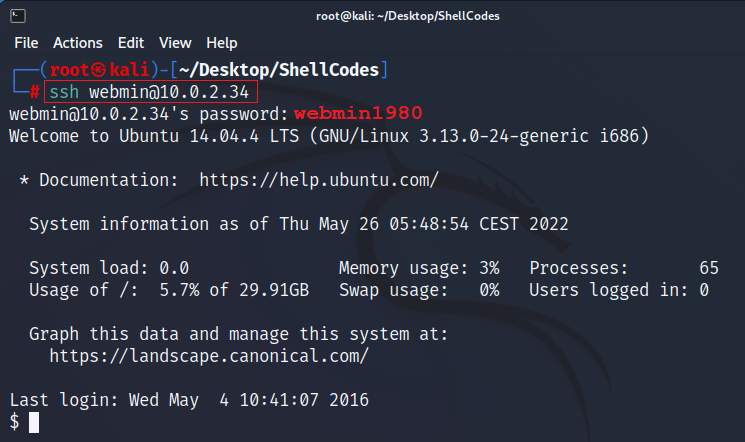 root@kali: ~/Desktop/ShellCodes
File Actions Edit View Help
┌──(root㉿kali)-[~/Desktop/ShellCodes]
└─# ssh webmin@10.0.2.34
webmin@10.0.2.34's password: webmin1980
Welcome to Ubuntu 14.04.4 LTS (GNU/Linux 3.13.0-24-generic i686)
* Documentation: https://help.ubuntu.com/
System information as of Thu May 26 05:48:54 CEST 2022
System load: 0.0 Memory usage: 3% Processes: 65
Usage of /: 5.7% of 29.91GB Swap usage: 0% Users logged in: 0
Graph this data and manage this system at:
https://landscape.canonical.com/
Last login: Wed May 4 10:41:07 2016
$